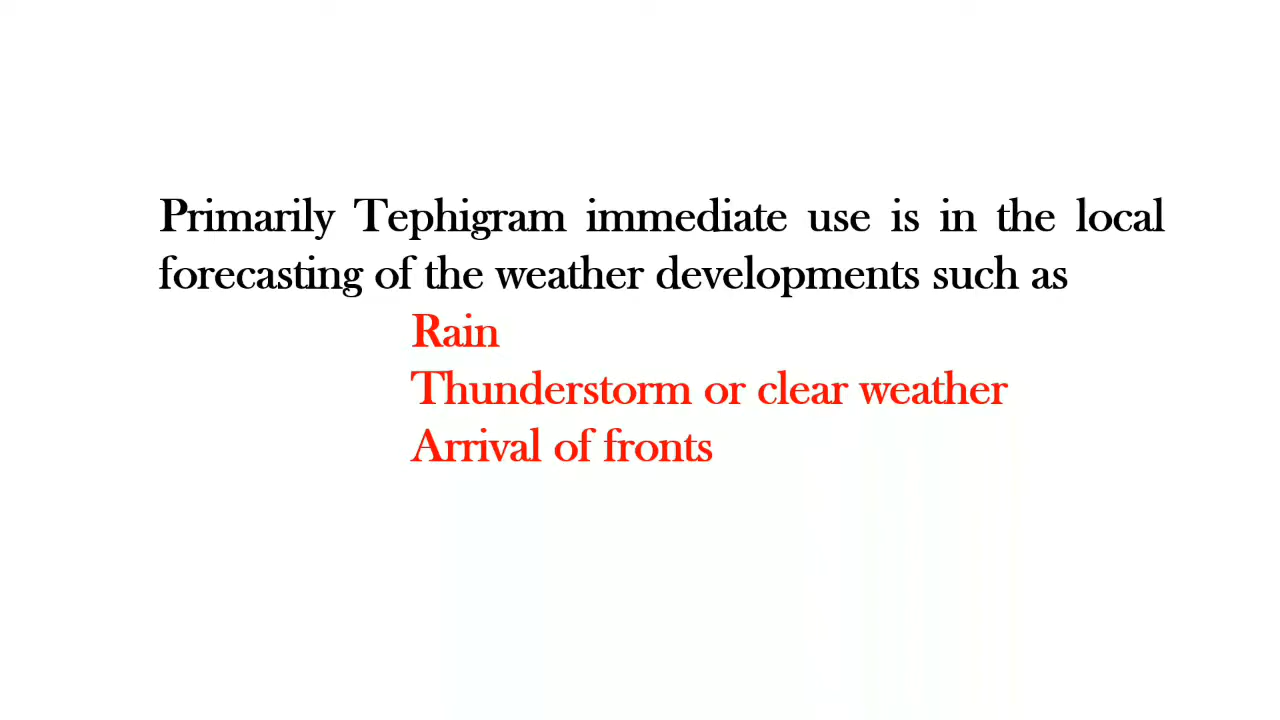 Primarily Tephigram immediate use is in the local
forecasting of the weather developments such as
Rain
Thunderstorm or clear weather
Arrival of fronts